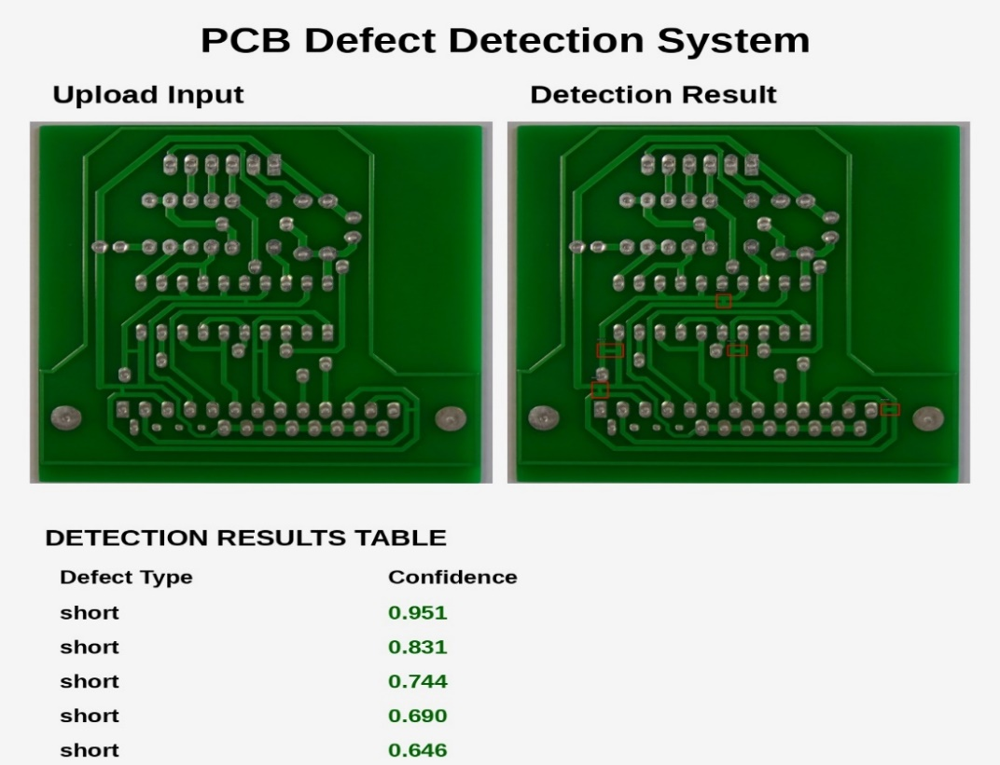 PCB Defect Detection System
Upload Input
Detection Result
DETECTION RESULTS TABLE
Defect Type Confidence
short 0.951
short 0.831
short 0.744
short 0.690
short 0.646